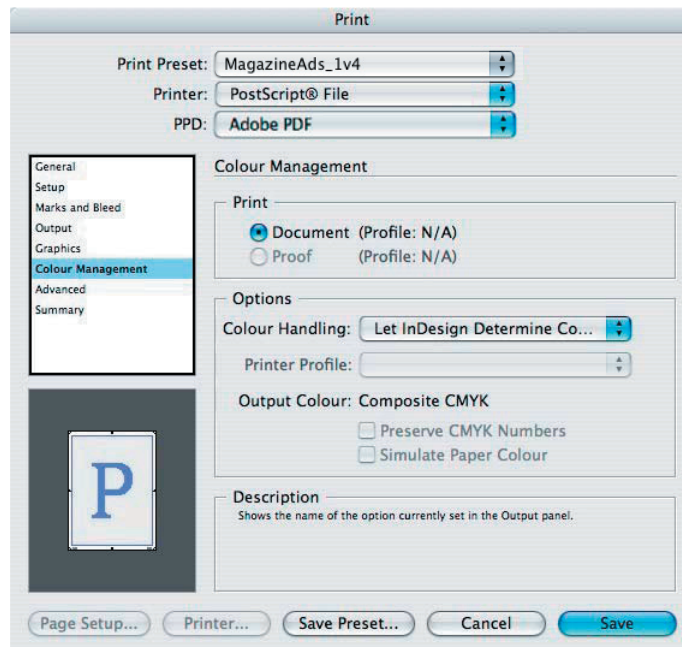 Print
Print Preset: MagazineAds_1v4
Printer: PostScript® File
PPD: Adobe PDF
General
Setup
Marks and Bleed
Output
Graphics
Colour Management
Advanced
Summary
Colour Management
Print
Document (Profile: N/A)
Proof (Profile: N/A)
Options
Colour Handling: Let InDesign Determine Co...
Printer Profile:
Output Colour: Composite CMYK
Preserve CMYK Numbers
Simulate Paper Colour
P
Description
Shows the name of the option currently set in the Output panel.
Page Setup... Printer... Save Preset... Cancel Save